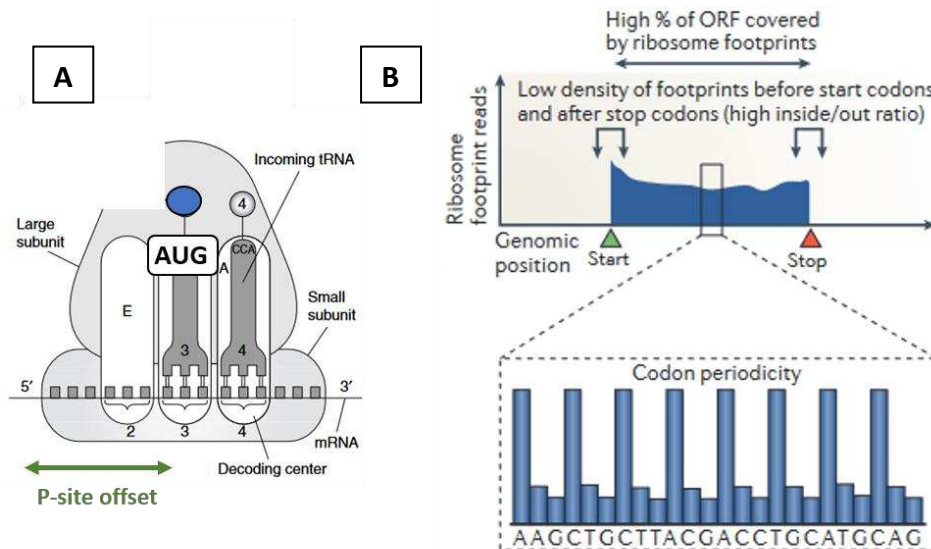 A
B
Incoming tRNA
4
Large
subunit
AUG
CCA
A
E
Small
subunit
3
4
5′
3′
2
3
4
mRNA
Decoding center
P-site offset
High % of ORF covered
by ribosome footprints
Low density of footprints before start codons
and after stop codons (high inside/out ratio)
Ribosome
footprint reads
Genomic
position
Start
Stop
Codon periodicity
AAGCTGCTTACGACCTGCATGCAG